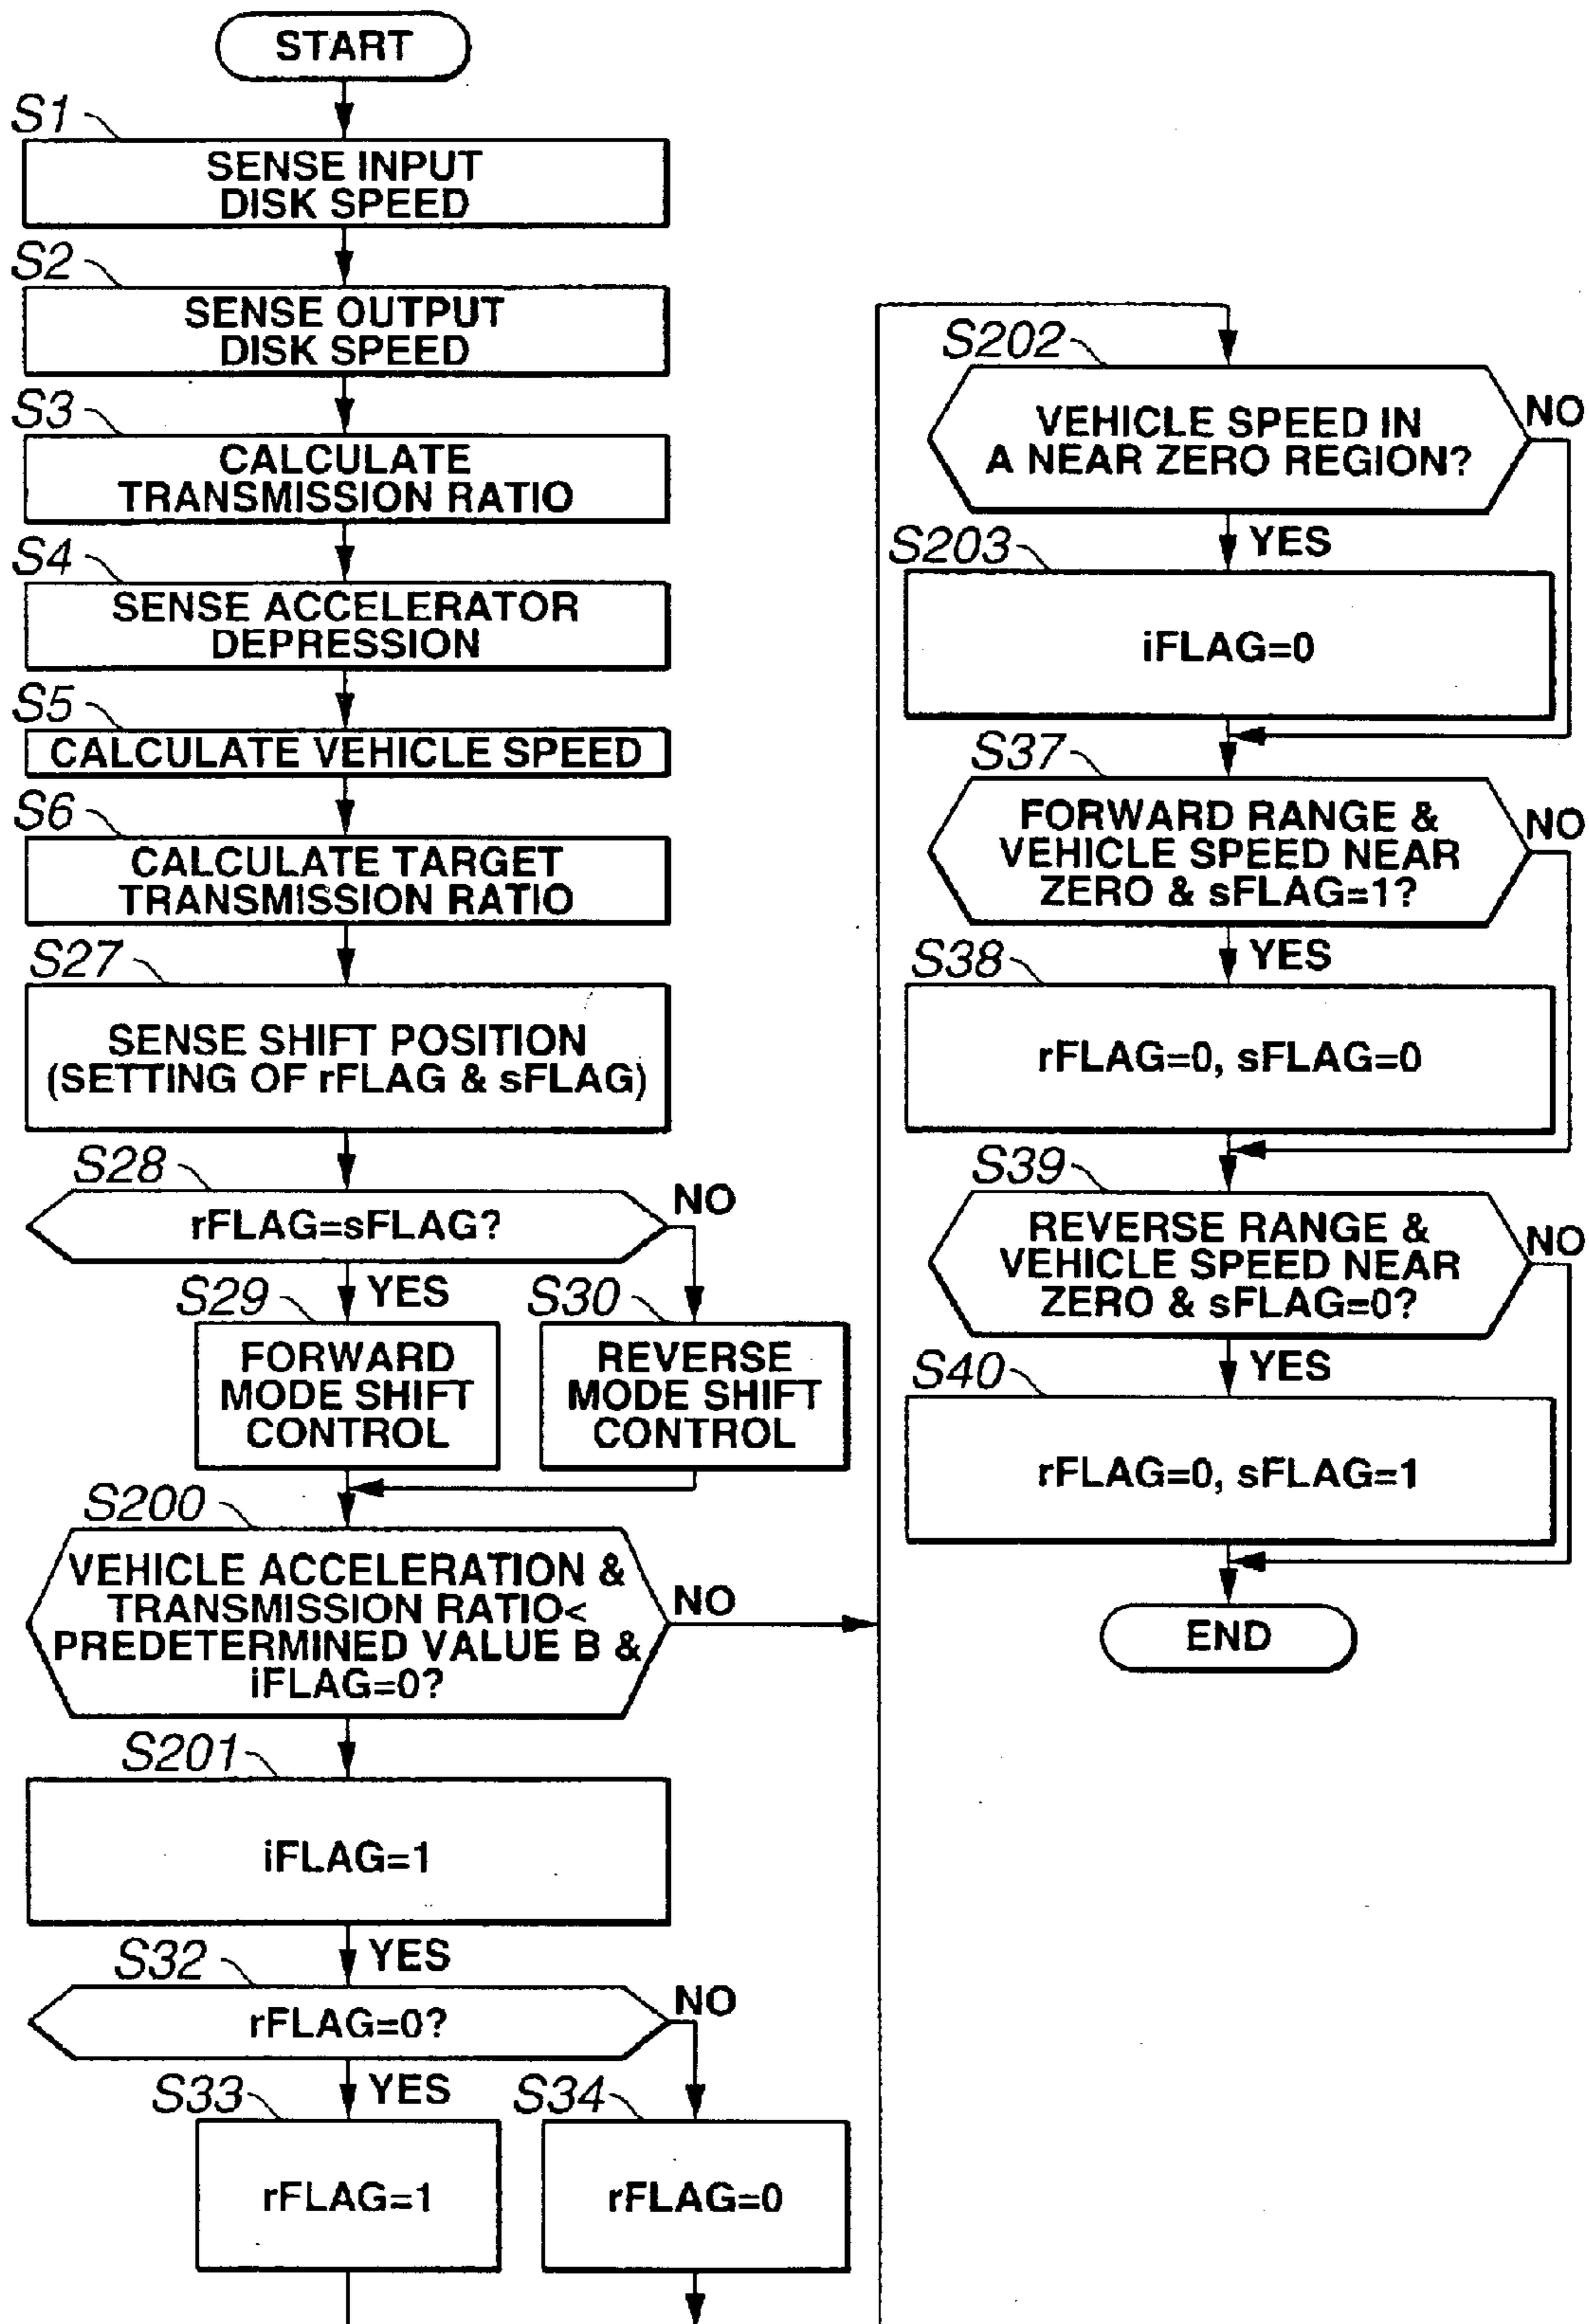 START
S1
SENSE INPUT
DISK SPEED
S2
SENSE OUTPUT
DISK SPEED
S3
CALCULATE
TRANSMISSION RATIO
S4
SENSE ACCELERATOR
DEPRESSION
S5
CALCULATE VEHICLE SPEED
S6
CALCULATE TARGET
TRANSMISSION RATIO
S27
SENSE SHIFT POSITION
(SETTING OF rFLAG & sFLAG)
S28
rFLAG=sFLAG?
NO
YES
S29
FORWARD
MODE SHIFT
CONTROL
S30
REVERSE
MODE SHIFT
CONTROL
S200
VEHICLE ACCELERATION &
TRANSMISSION RATIO<
PREDETERMINED VALUE B &
iFLAG=0?
NO
S201
iFLAG=1
YES
S32
rFLAG=0?
NO
YES
S33
rFLAG=1
S34
rFLAG=0
S202
VEHICLE SPEED IN
A NEAR ZERO REGION?
NO
YES
S203
iFLAG=0
S37
FORWARD RANGE &
VEHICLE SPEED NEAR
ZERO & sFLAG=1?
NO
YES
S38
rFLAG=0, sFLAG=0
S39
REVERSE RANGE &
VEHICLE SPEED NEAR
ZERO & sFLAG=0?
NO
YES
S40
rFLAG=0, sFLAG=1
END